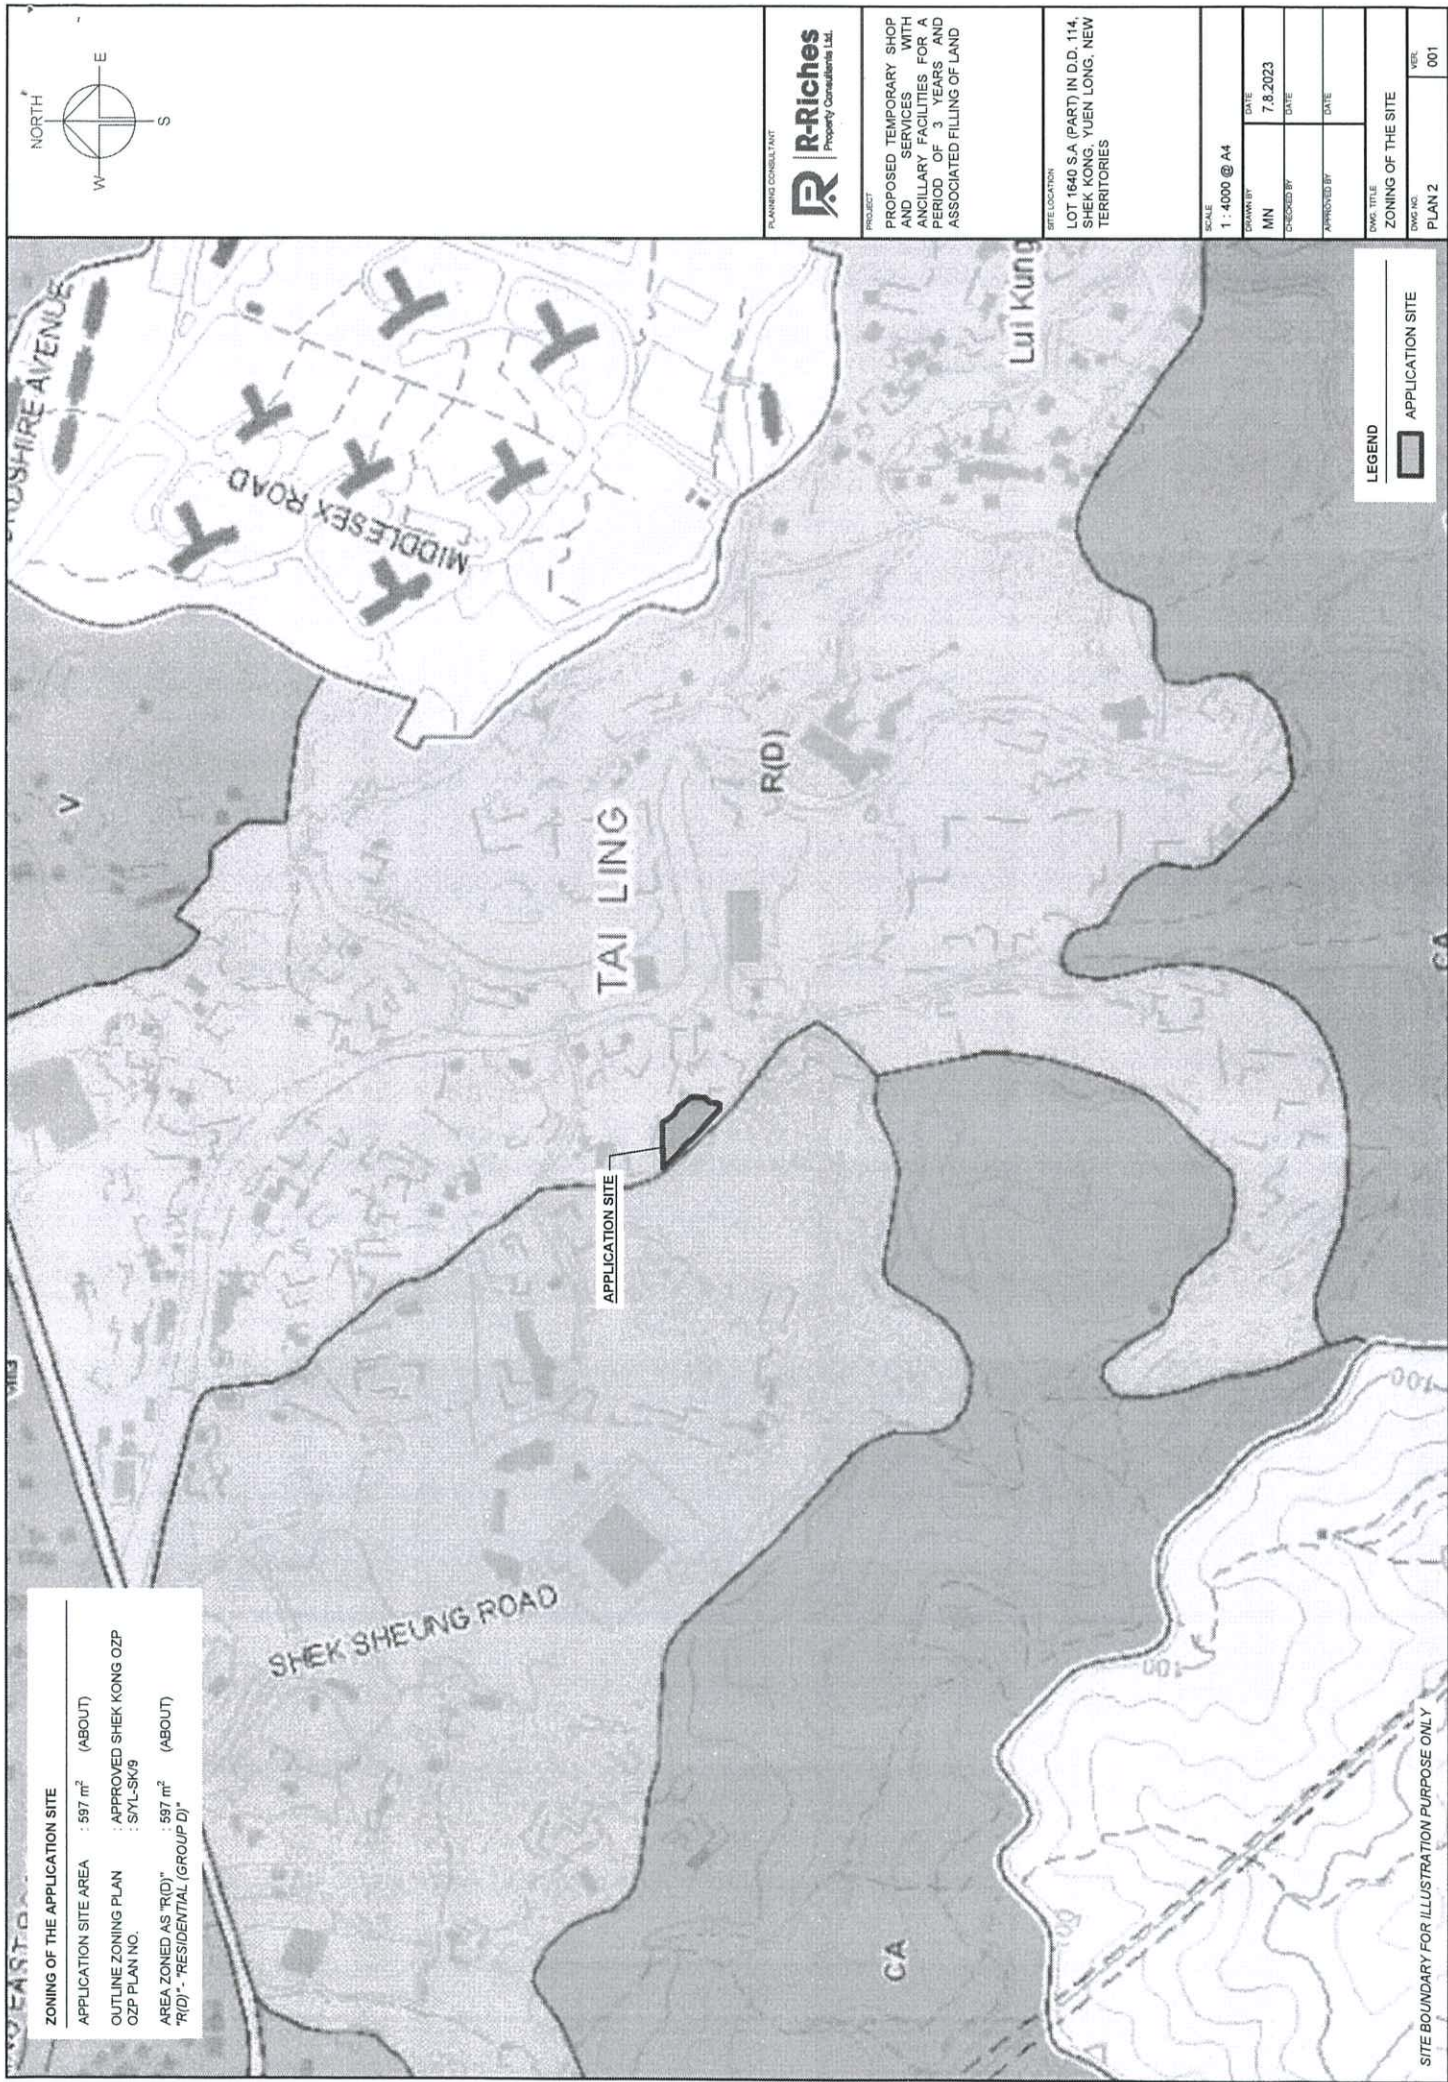 ZONING OF THE APPLICATION SITE
APPLICATION SITE AREA : 597 m² (ABOUT)
OUTLINE ZONING PLAN : APPROVED SHEK KONG OZP
OZP PLAN NO. : S/YL-SK/9
AREA ZONED AS "R(D)" : 597 m² (ABOUT)
"R(D)" - "RESIDENTIAL (GROUP D)"
SHEK SHEUNG ROAD
APPLICATION SITE
TAI LING
R(D)
V
MIDDLESEX ROAD
Lui Kung
CA
CA
100
100
SITE BOUNDARY FOR ILLUSTRATION PURPOSE ONLY
LEGEND
APPLICATION SITE
NORTH
W
E
S
PLANNING CONSULTANT
R-Riches
Property Consultants Ltd.
PROJECT
PROPOSED TEMPORARY SHOP
AND SERVICES WITH
ANCILLARY FACILITIES FOR A
PERIOD OF 3 YEARS AND
ASSOCIATED FILLING OF LAND
SITE LOCATION
LOT 1640 S.A (PART) IN D.D. 114,
SHEK KONG, YUEN LONG, NEW
TERRITORIES
SCALE
1 : 4000 @ A4
DRAWN BY
MN
DATE
7.8.2023
CHECKED BY
DATE
APPROVED BY
DATE
DWG. TITLE
ZONING OF THE SITE
DWG NO.
PLAN 2
VER.
001